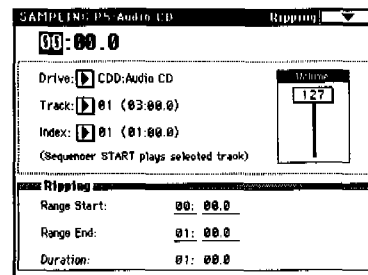 SAMPLING P5:Audio CD Ripping
00:00.0
Drive: CDD:Audio CD
Volume
127
Track: 01 (03:00.0)
Index: 01 (01:00.0)
(Sequencer START plays selected track)
Ripping
Range Start: 00: 00.0
Range End: 01: 00.0
Duration: 01: 00.0